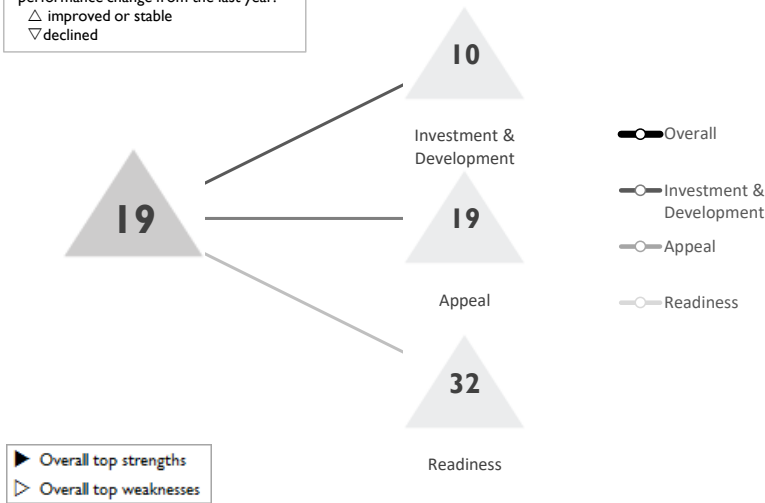 performance change from the last year.
△ improved or stable
▽ declined
10
Investment &
Development
19
19
Appeal
32
Readiness
Overall
Investment &
Development
Appeal
Readiness
▶ Overall top strengths
▷ Overall top weaknesses